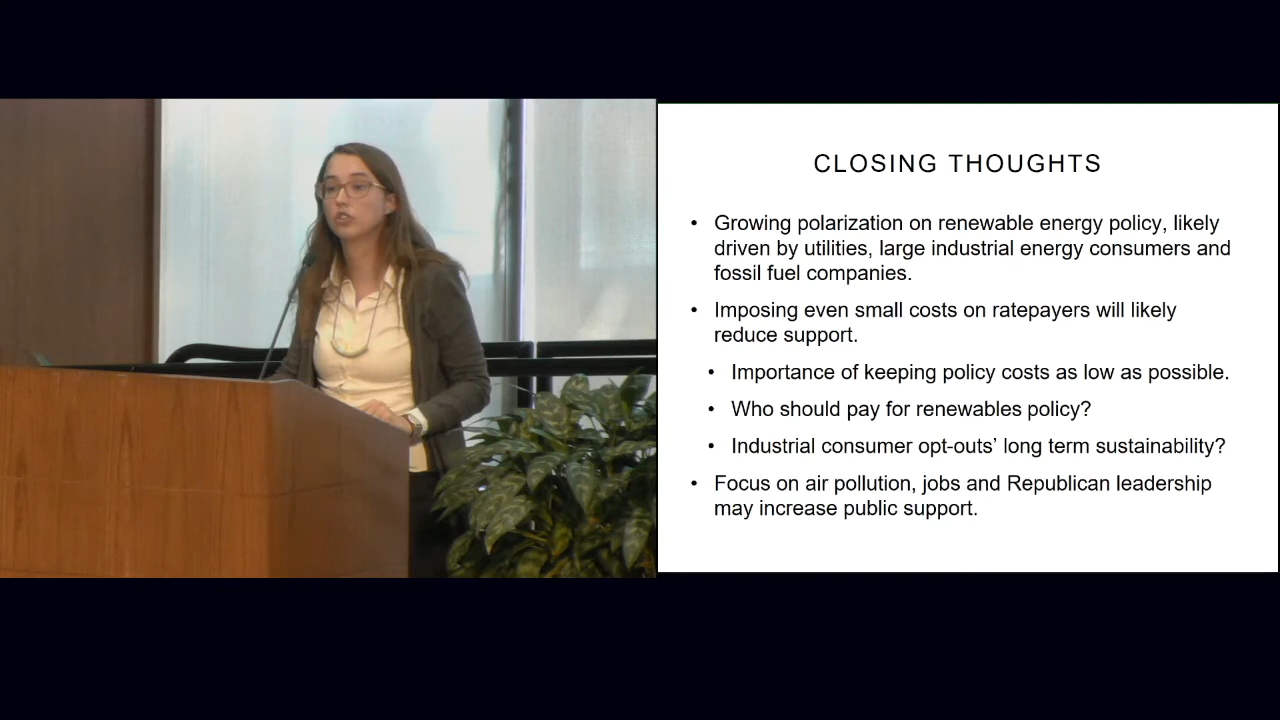 CLOSING THOUGHTS
• Growing polarization on renewable energy policy, likely
driven by utilities, large industrial energy consumers and
fossil fuel companies.
• Imposing even small costs on ratepayers will likely
reduce support.
• Importance of keeping policy costs as low as possible.
• Who should pay for renewables policy?
• Industrial consumer opt-outs’ long term sustainability?
• Focus on air pollution, jobs and Republican leadership
may increase public support.